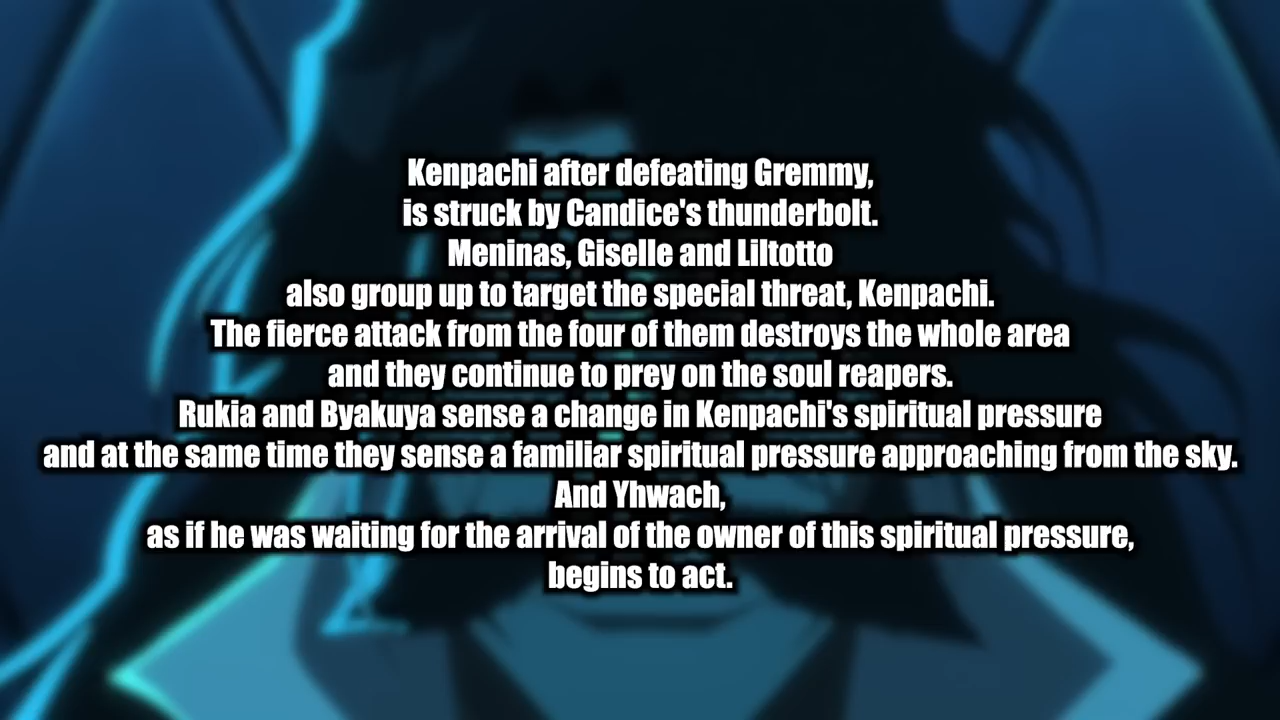 Kenpachi after defeating Gremmy,
is struck by Candice's thunderbolt.
Meninas, Giselle and Liltotto
also group up to target the special threat, Kenpachi.
The fierce attack from the four of them destroys the whole area
and they continue to prey on the soul reapers.
Rukia and Byakuya sense a change in Kenpachi's spiritual pressure
and at the same time they sense a familiar spiritual pressure approaching from the sky.
And Yhwach,
as if he was waiting for the arrival of the owner of this spiritual pressure,
begins to act.